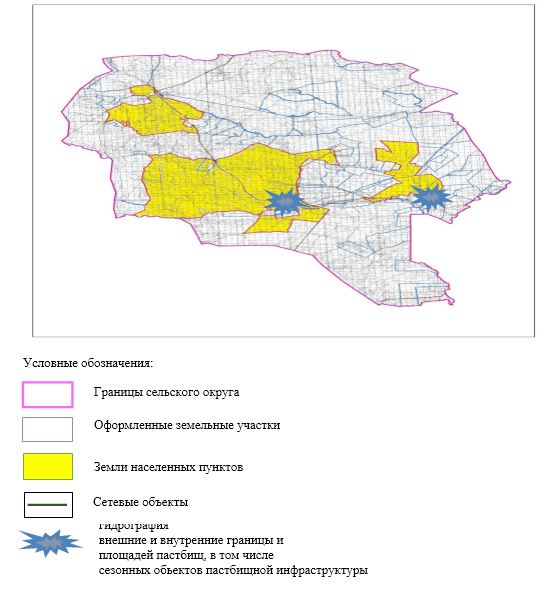 Условные обозначения:
Границы сельского округа
Оформленные земельные участки
Земли населенных пунктов
Сетевые объекты
гидрография
внешние и внутренние границы и
площадей пастбищ, в том числе
сезонных обьектов пастбищной инфраструктуры